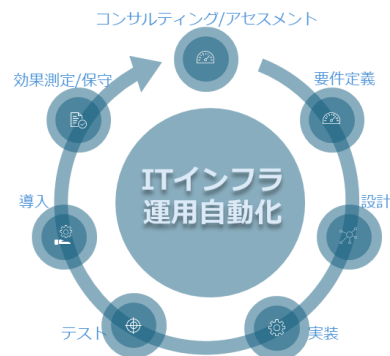 コンサルティング/アセスメント
要件定義
設計
実装
テスト
導入
効果測定/保守
ITインフラ
運用自動化